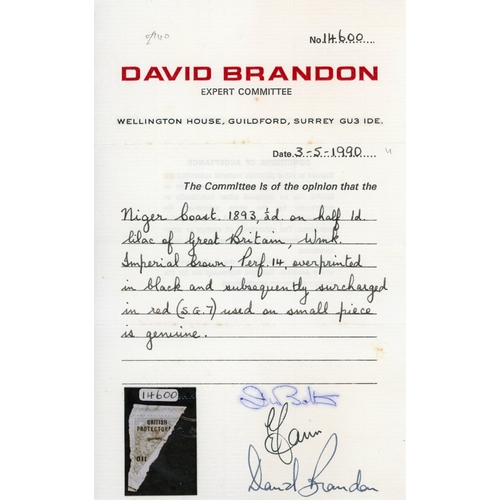 No. 14600
DAVID BRANDON
EXPERT COMMITTEE
WELLINGTON HOUSE, GUILDFORD, SURREY GU3 IDE.
Date. 3-5-1990
The Committee is of the opinion that the
Niger Coast. 1893, ½d. on half 1d.
lilac of Great Britain, Wmk.
Imperial Crown, Perf. 14, overprinted
in black and subsequently surcharged
in red (S.G.7) used on small piece
is genuine.
14600
BRITISH
PROTECTOR
OIL
David Brandon